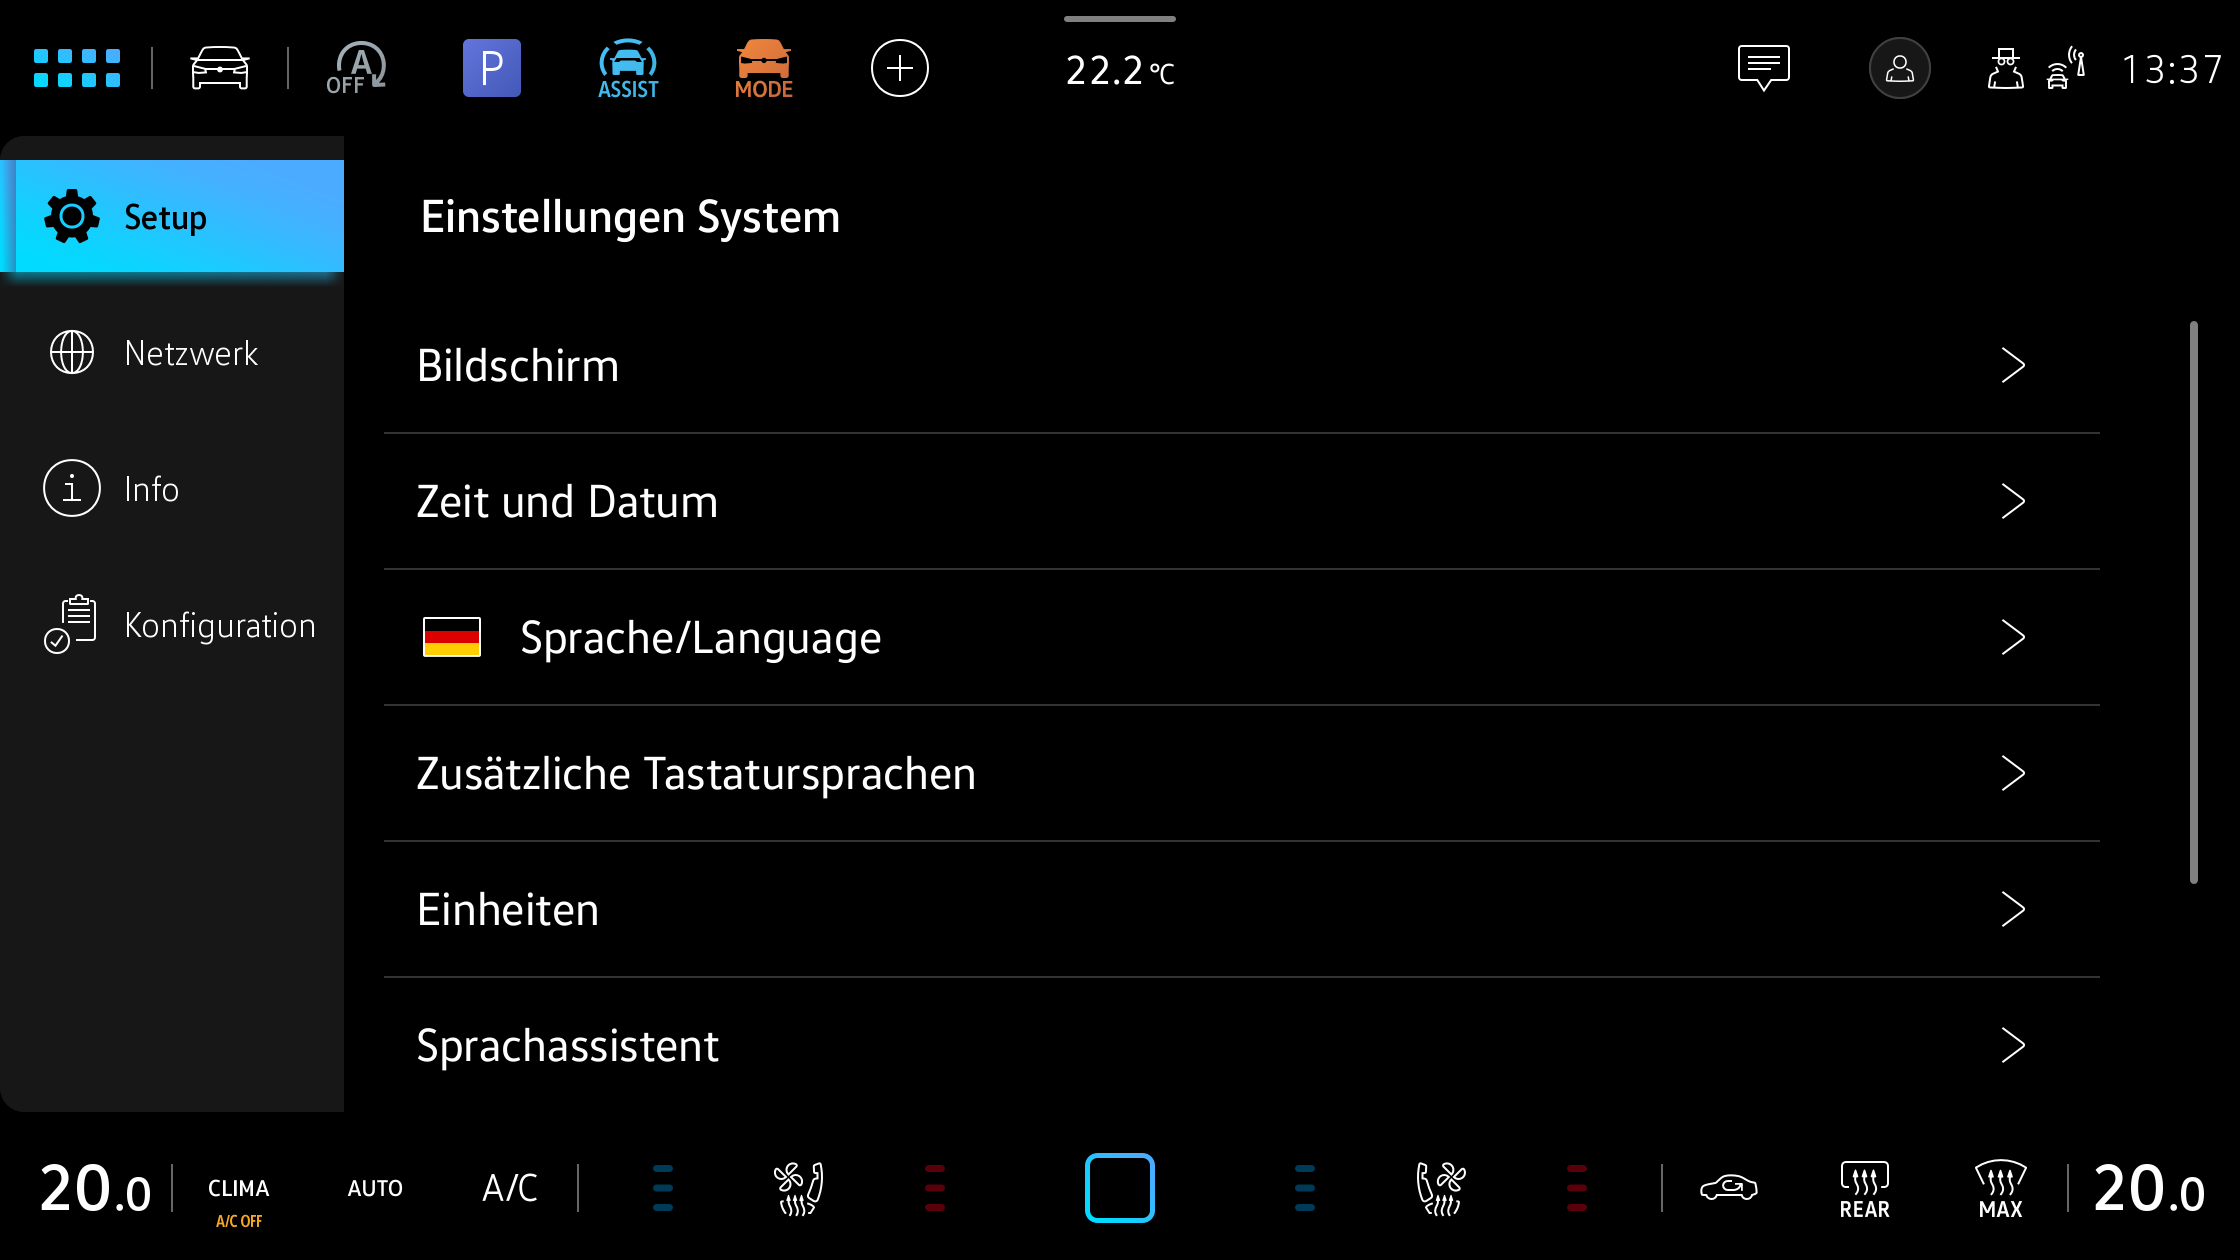 A
OFF
P
ASSIST
MODE
22.2 °C
13:37
Setup
Netzwerk
Info
Konfiguration
Einstellungen System
Bildschirm
Zeit und Datum
Sprache/Language
Zusätzliche Tastatursprachen
Einheiten
Sprachassistent
20.0
CLIMA
A/C OFF
AUTO
A/C
REAR
MAX
20.0